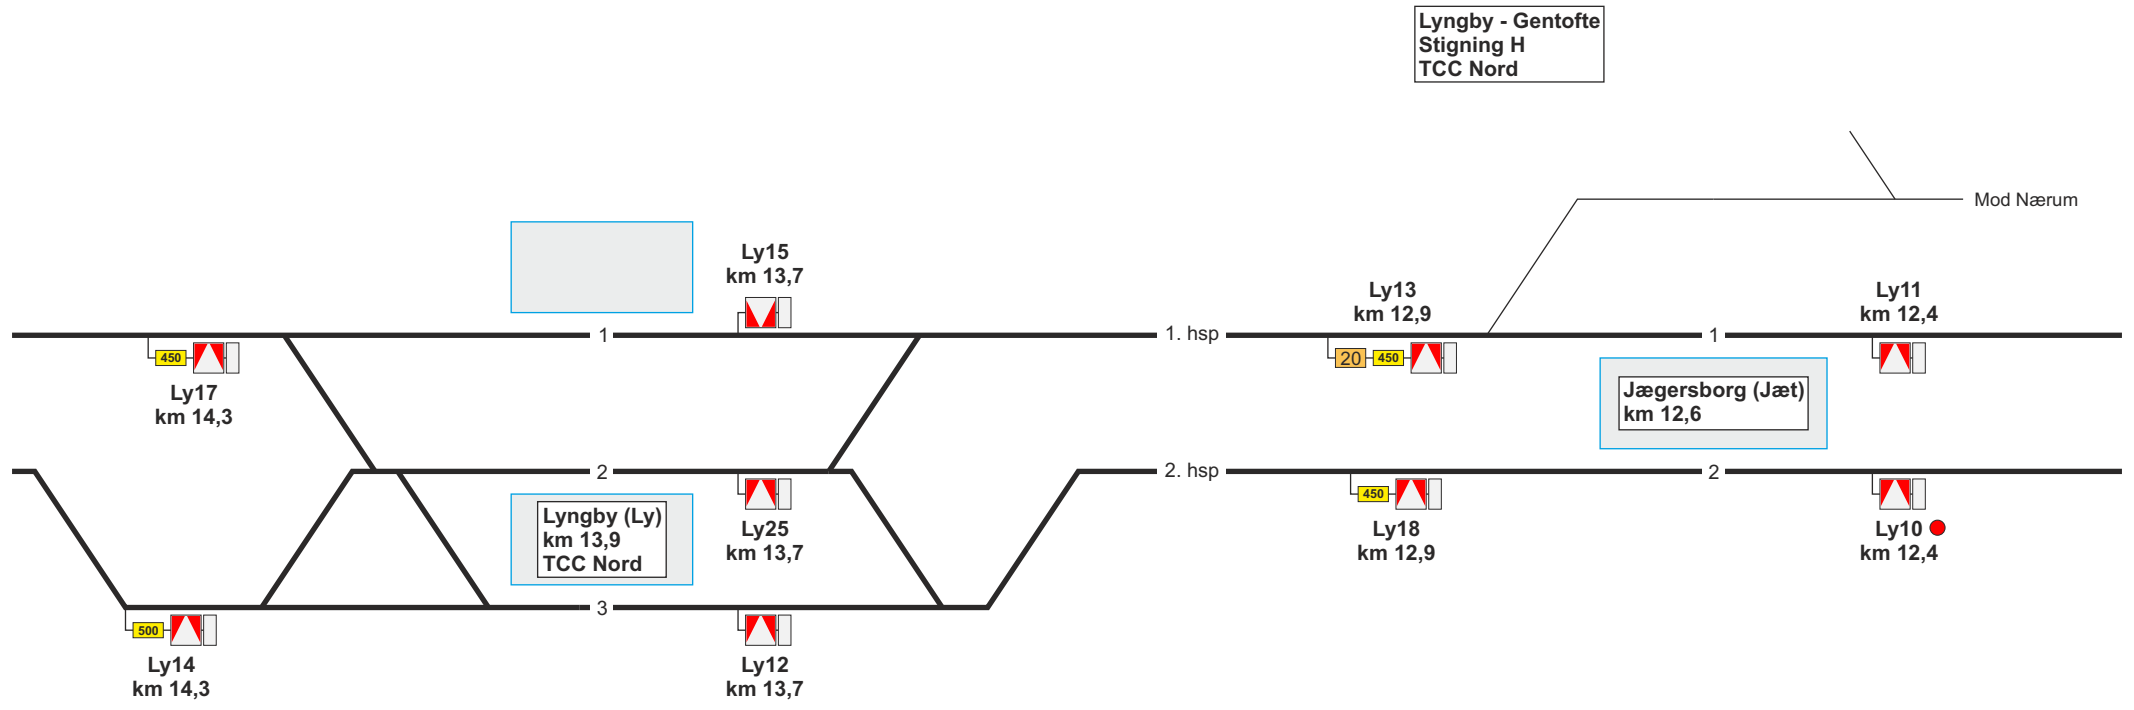 Lyngby - Gentofte
Stigning H
TCC Nord
Mod Nærum
Ly15
km 13,7
Ly13
km 12,9
Ly11
km 12,4
1
1. hsp
1
450
20
450
Ly17
km 14,3
Jægersborg (Jæt)
km 12,6
2
2. hsp
2
450
Lyngby (Ly)
km 13,9
TCC Nord
Ly25
km 13,7
Ly18
km 12,9
Ly10
km 12,4
3
500
Ly14
km 14,3
Ly12
km 13,7